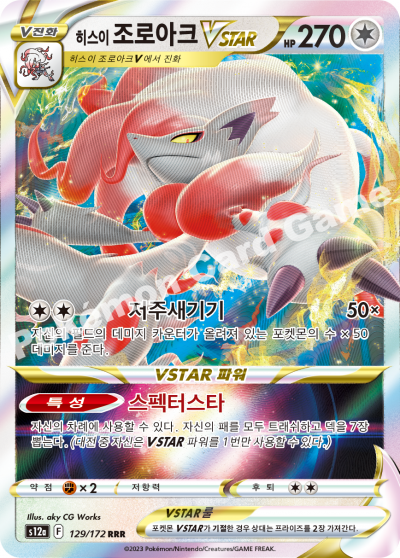 V진화
히스이 조로아크 VSTAR HP 270
히스이 조로아크V에서 진화
저주새기기 50×
자신의 필드의 데미지 카운터가 올려져 있는 포켓몬의 수 × 50
데미지를 준다.
VSTAR 파워
특성 스펙터스타
자신의 차례에 사용할 수 있다. 자신의 패를 모두 트래쉬하고 덱을 7장
뽑는다. (대전 중 자신은 VSTAR 파워를 1번만 사용할 수 있다.)
약점 ×2 저항력 후퇴
Illus. aky CG Works
VSTAR룰
포켓몬 VSTAR가 기절한 경우 상대는 프라이즈를 2장 가져간다.
s12a F 129/172 RRR
©2023 Pokémon/Nintendo/Creatures/GAME FREAK.
Pokémon Card Game